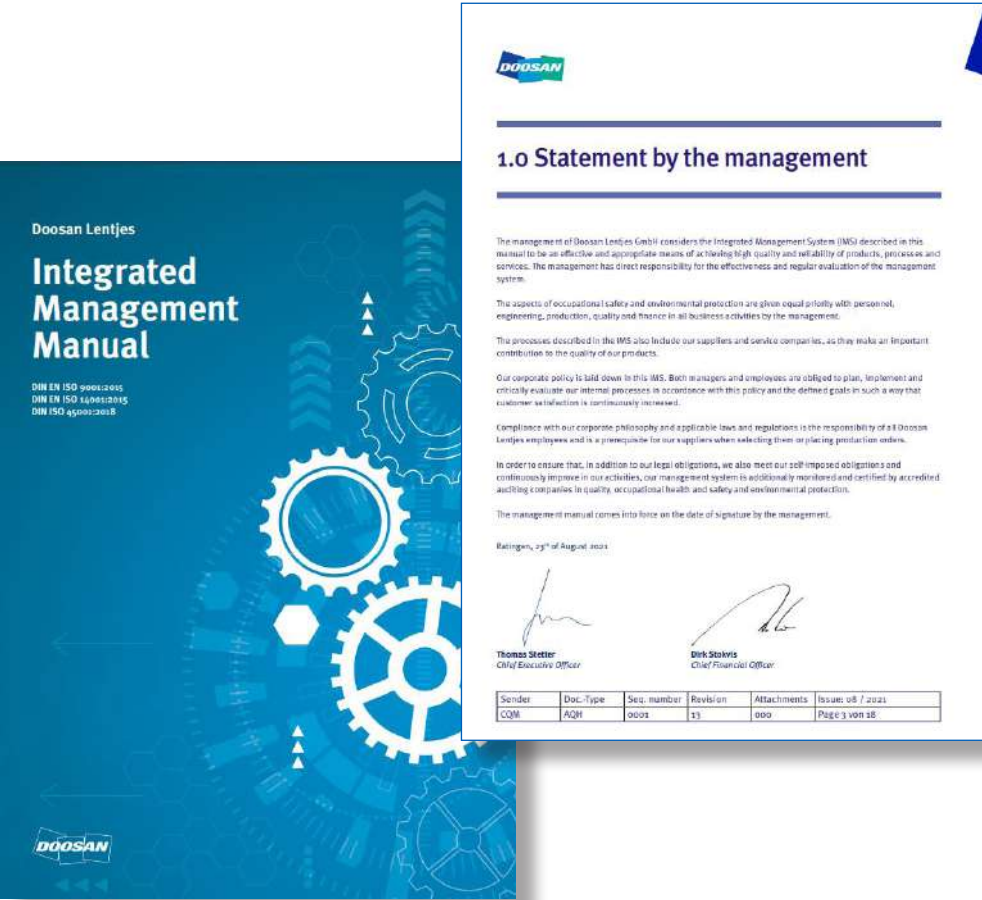 Doosan Lentjes
Integrated
Management
Manual
DIN EN ISO 9001:2015
DIN EN ISO 14001:2015
DIN ISO 45001:2018
DOOSAN
DOOSAN
1.0 Statement by the management
The management of Doosan Lentjes GmbH considers the Integrated Management System (IMS) described in this
manual to be an effective and appropriate means of achieving high quality and reliability of products, processes and
services. The management has direct responsibility for the effectiveness and regular evaluation of the management
system.
The aspects of occupational safety and environmental protection are given equal priority with personnel,
engineering, production, quality and finance in all business activities by the management.
The processes described in the IMS also include our suppliers and service companies, as they make an important
contribution to the quality of our products.
Our corporate policy is laid down in this IMS. Both managers and employees are obliged to plan, implement and
critically evaluate our internal processes in accordance with this policy and the defined goals in such a way that
customer satisfaction is continuously increased.
Compliance with our corporate philosophy and applicable laws and regulations is the responsibility of all Doosan
Lentjes employees and is a prerequisite for our suppliers when selecting them or placing production orders.
In order to ensure that, in addition to our legal obligations, we also meet our self-imposed obligations and
continuously improve in our activities, our management system is additionally monitored and certified by accredited
auditing companies in quality, occupational health and safety and environmental protection.
The management manual comes into force on the date of signature by the management.
Ratingen, of August 2021
Thomas Stetter Dirk Stokvis
Chief Executive Officer Chief Financial Officer
Sender Doc.-Type Seq. number Revision Attachments Issue: 08 / 2021
CQM AQH 0001 13 000 Page 3 von 18